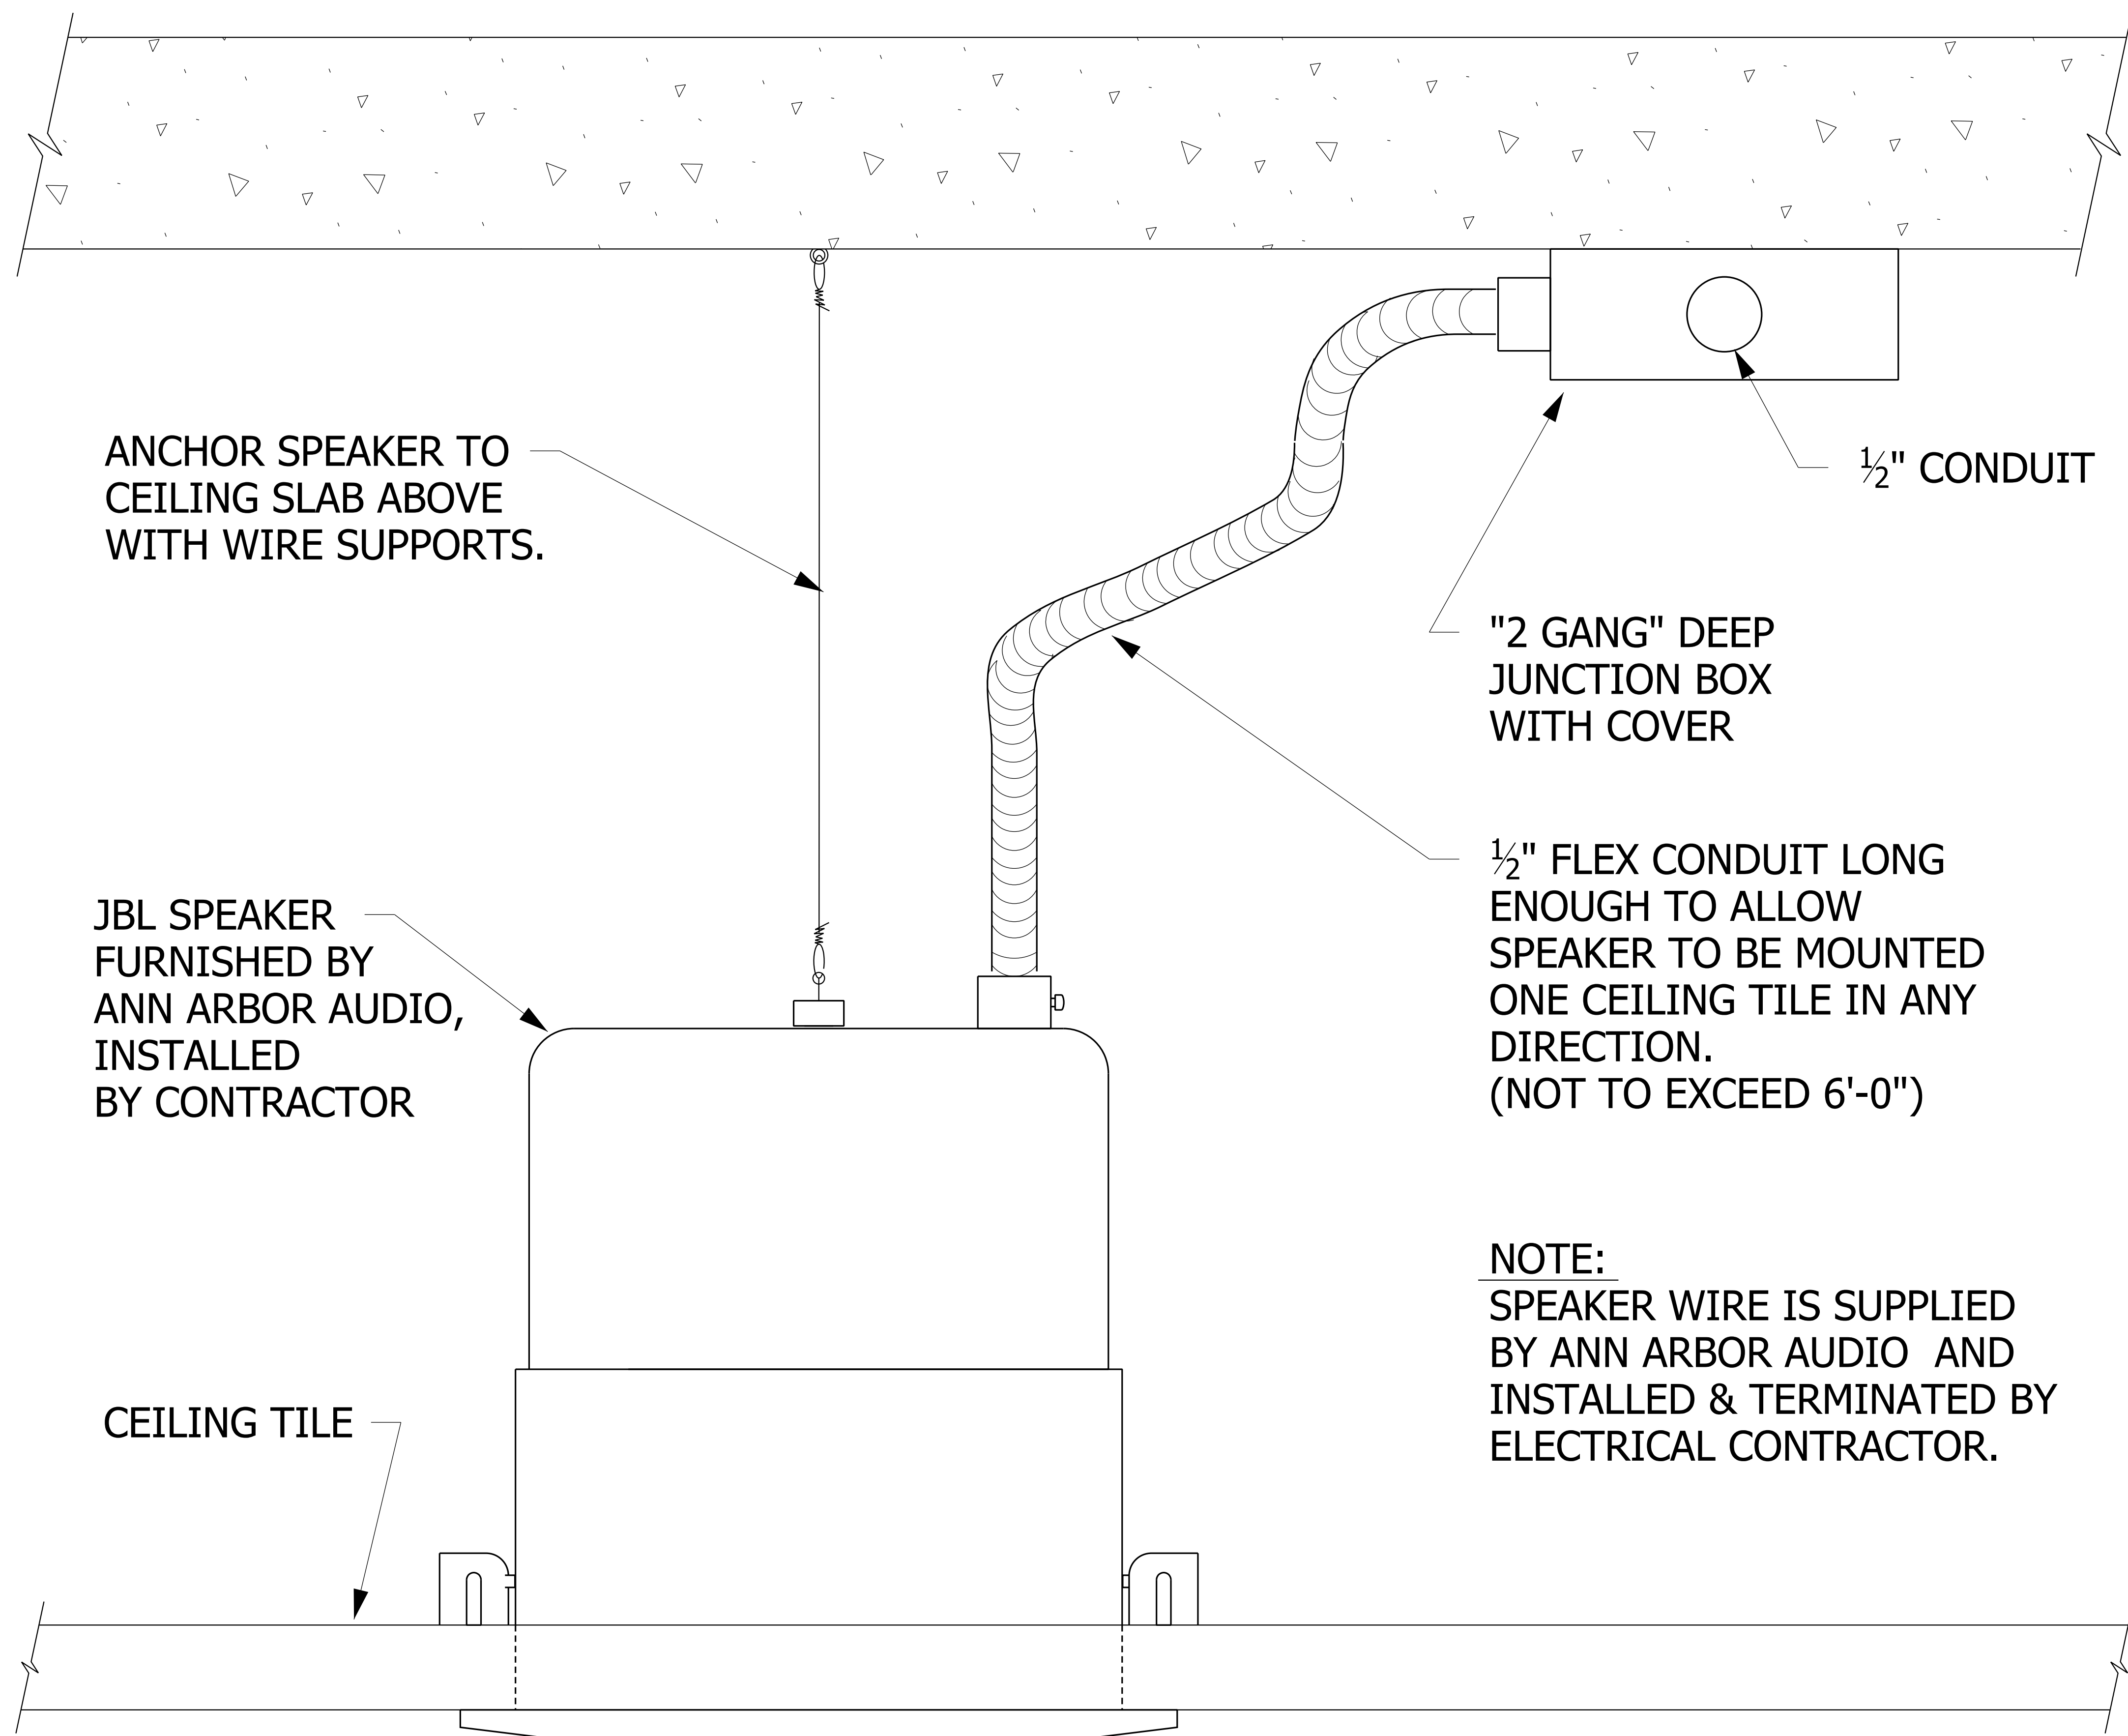 ANCHOR SPEAKER TO
CEILING SLAB ABOVE
WITH WIRE SUPPORTS.
½" CONDUIT
"2 GANG" DEEP
JUNCTION BOX
WITH COVER
½" FLEX CONDUIT LONG
ENOUGH TO ALLOW
SPEAKER TO BE MOUNTED
ONE CEILING TILE IN ANY
DIRECTION.
(NOT TO EXCEED 6'-0")
JBL SPEAKER
FURNISHED BY
ANN ARBOR AUDIO,
INSTALLED
BY CONTRACTOR
NOTE:
SPEAKER WIRE IS SUPPLIED
BY ANN ARBOR AUDIO  AND
INSTALLED & TERMINATED BY
ELECTRICAL CONTRACTOR.
CEILING TILE